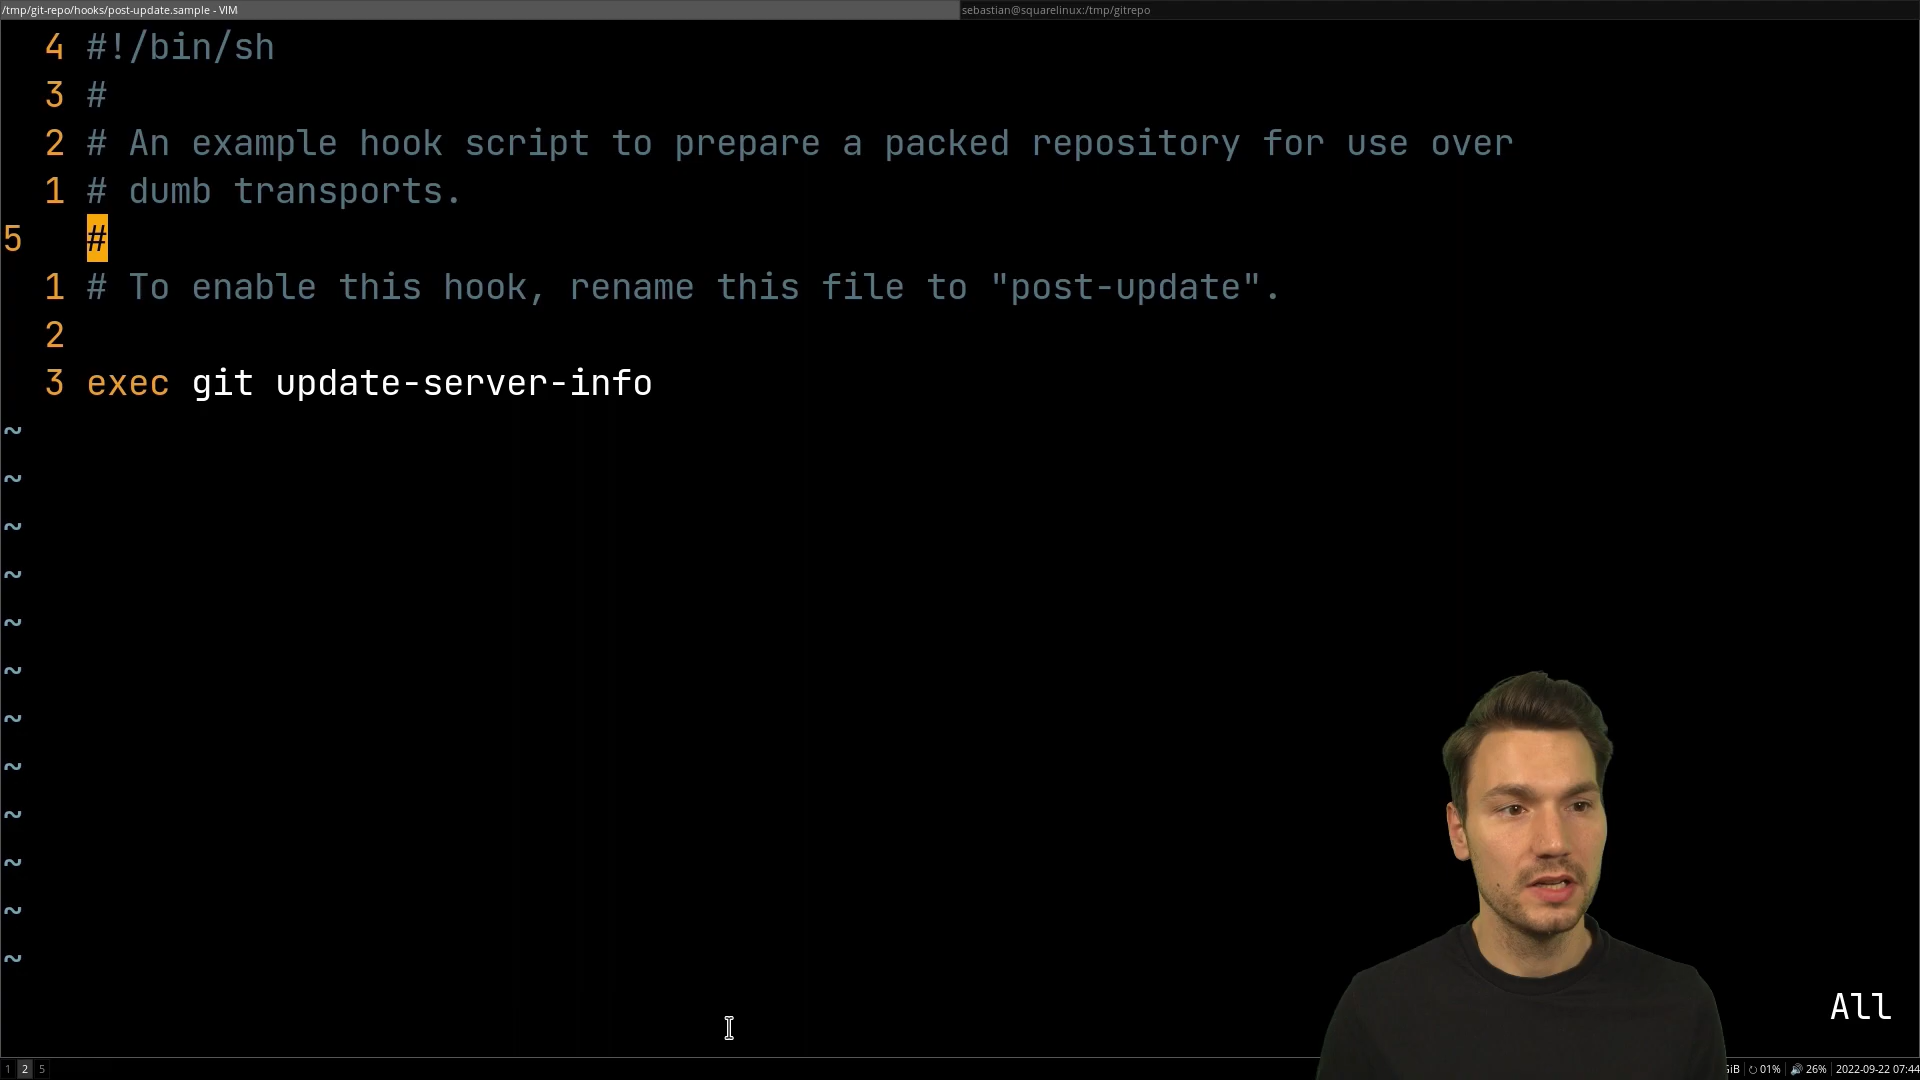 /tmp/git-repo/hooks/post-update.sample - VIM
sebastian@squarelinux:/tmp/gitrepo
4 #!/bin/sh
3 #
2 # An example hook script to prepare a packed repository for use over
1 # dumb transports.
5 #
1 # To enable this hook, rename this file to "post-update".
2
3 exec git update-server-info
~
~
~
~
~
~
~
~
~
~
~
~
All
1 2 5
01% 26% 2022-09-22 07:44